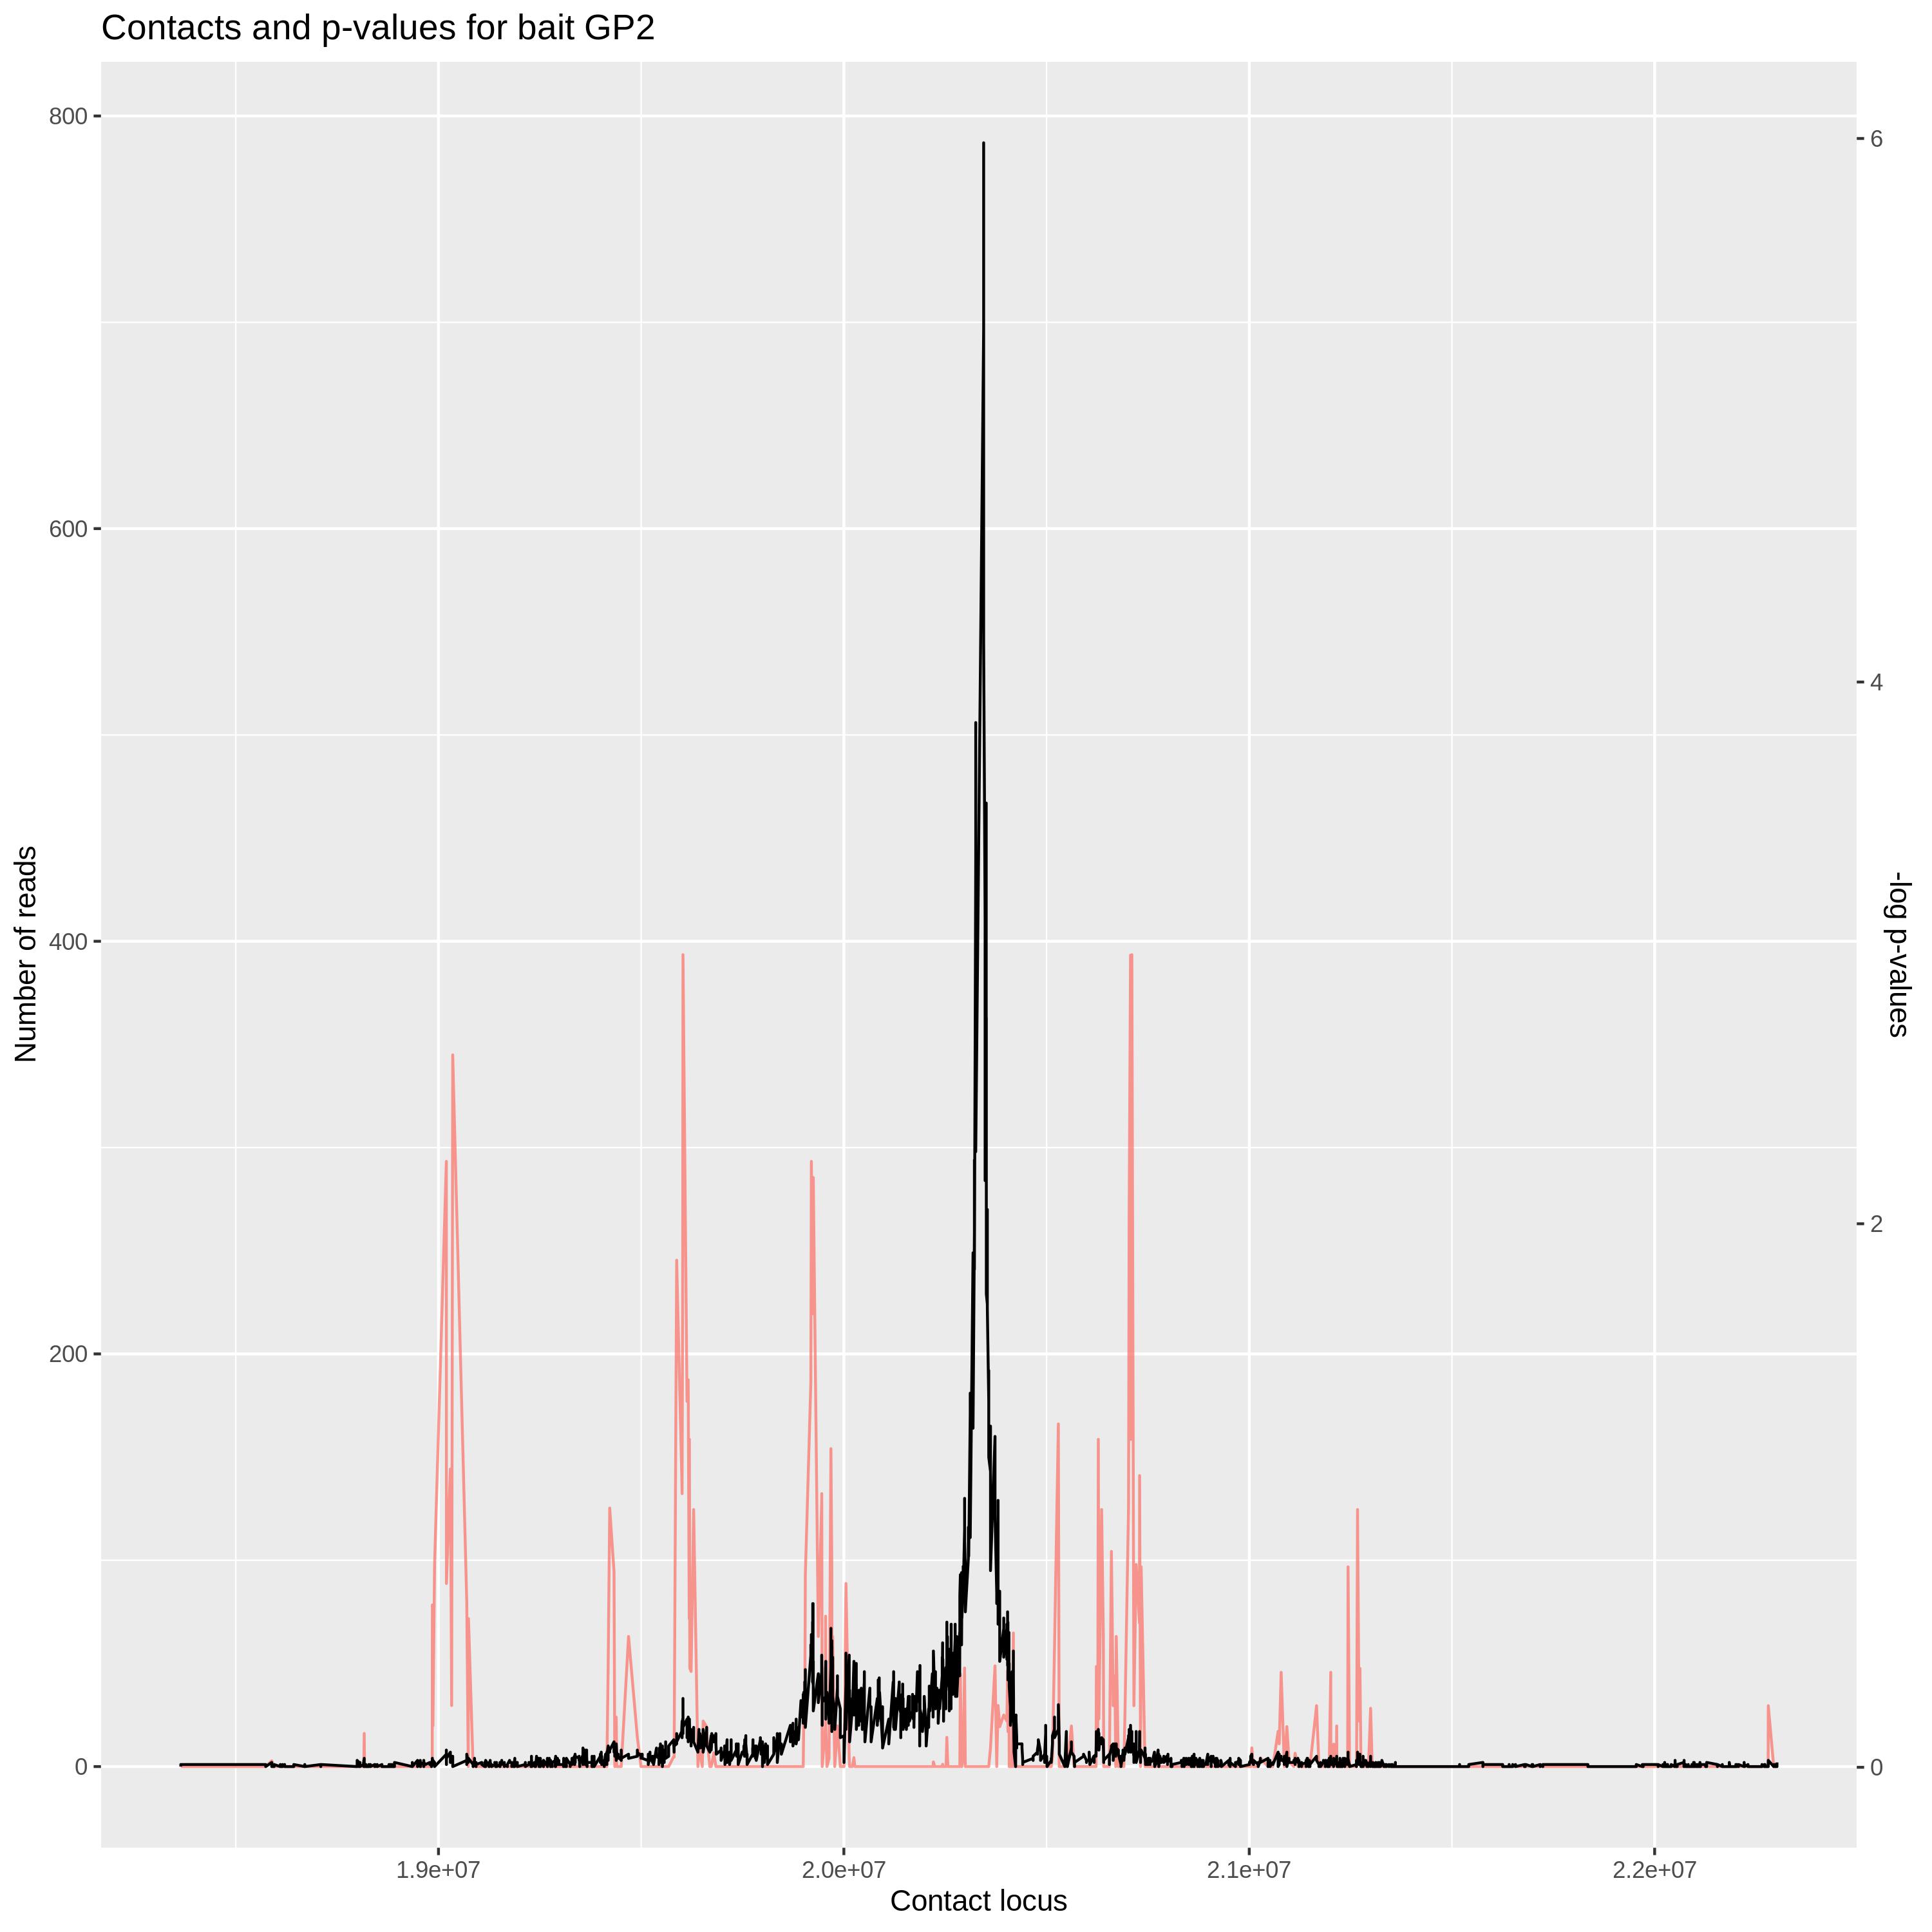 Contacts and p-values for bait GP2
800
600
400
200
0
6
4
2
0
Number of reads
-log p-values
1.9e+07 2.0e+07 2.1e+07 2.2e+07
Contact locus